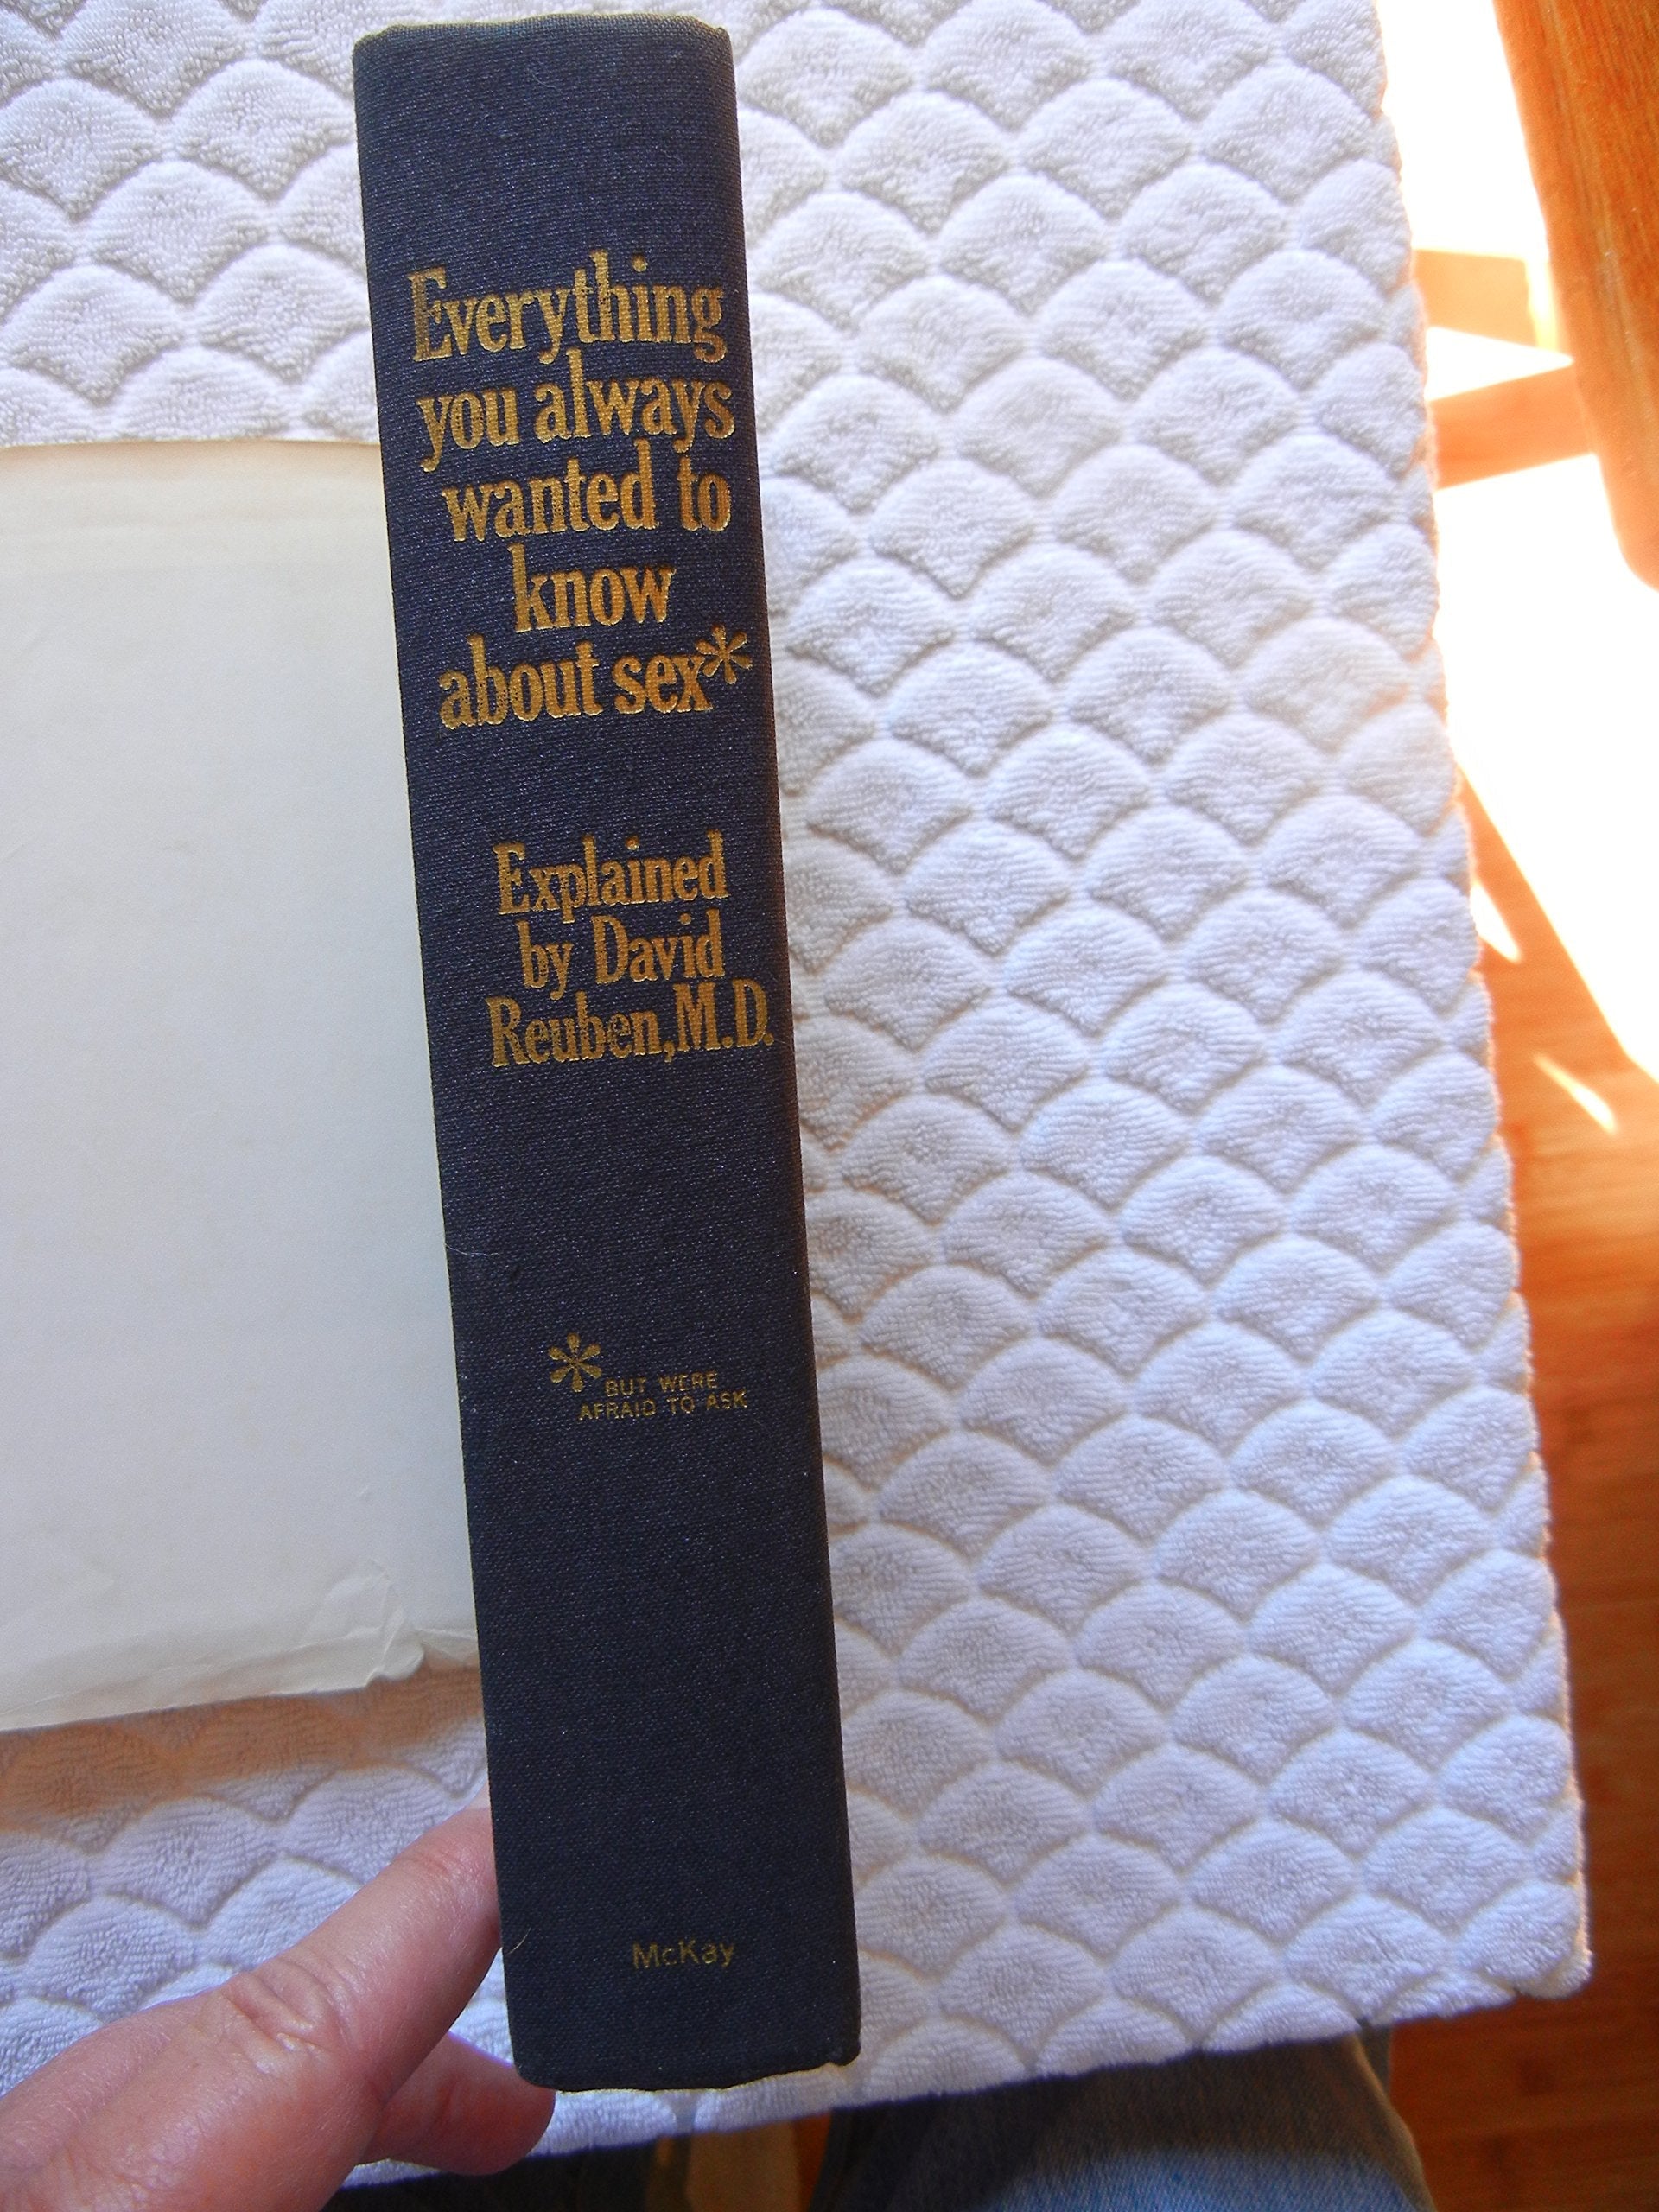 Everything
you always
wanted to
know
about sex*
Explained
by David
Reuben, M.D.
*BUT WERE
AFRAID TO ASK
McKay